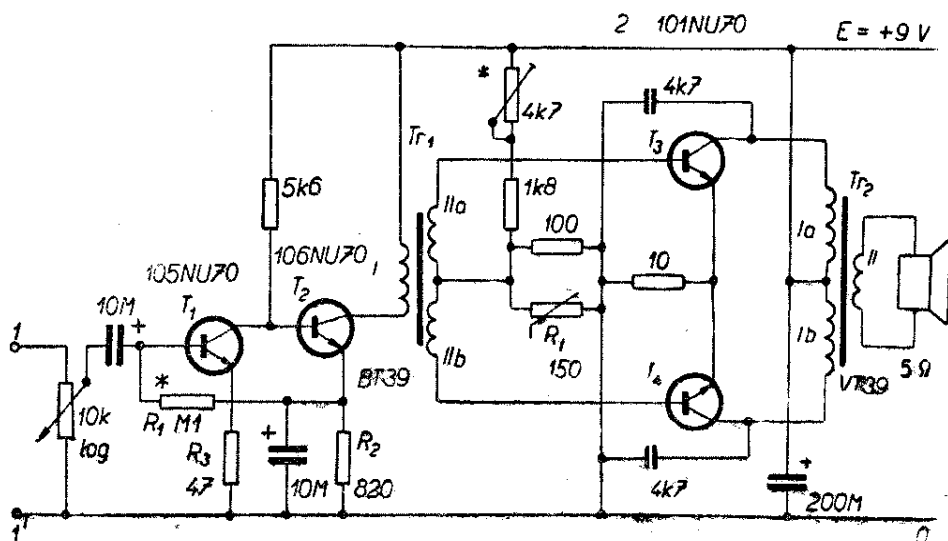 2 101NU70
E = +9 V
*
4k7
4k7
Tr1
T3
5k6
IIa
1k8
Tr2
105NU70
106NU70
I
100
Ia
II
10M
+
T1
T2
10
1
IIb
R1
150
Ib
BT39
T4
VT39
5Ω
*
R1 M1
10k
log
R3
47
+
10M
R2
820
4k7
+
200M
1'
0